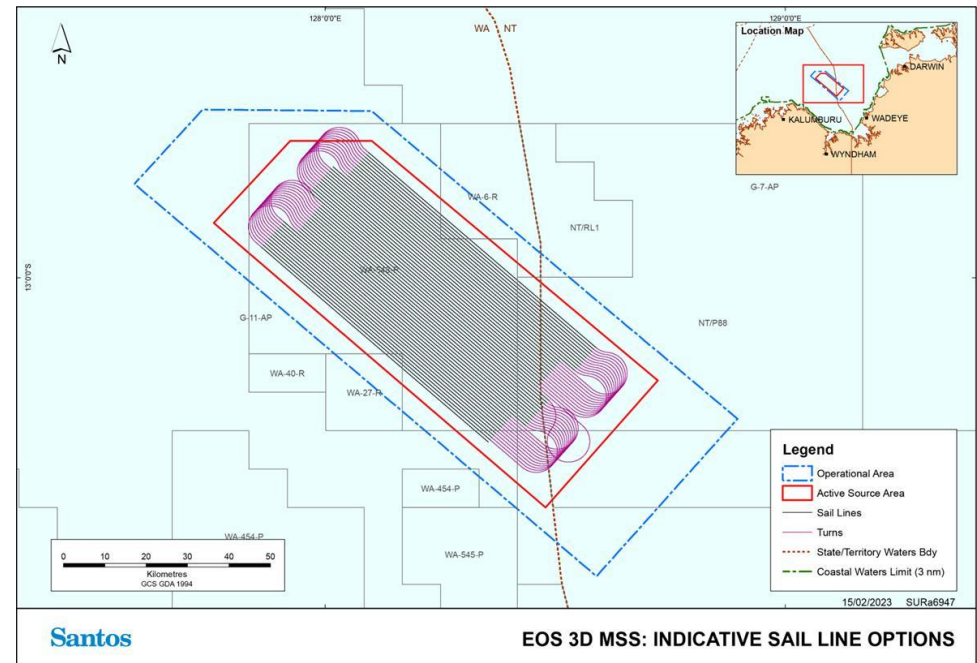 128°0'0"E
129°0'0"E
WA NT
N
Location Map
DARWIN
KALUMBURU
WADEYE
WYNDHAM
G-7-AP
WA-6-R
NT/RL1
13°0'0"S
G-11-AP
NT/P88
WA-40-R
WA-27-R
WA-454-P
WA-454-P
WA-545-P
Legend
Operational Area
Active Source Area
Sail Lines
Turns
State/Territory Waters Bdy
Coastal Waters Limit (3 nm)
0 10 20 30 40 50
Kilometres
GCS GDA 1994
15/02/2023 SURa6947
Santos
EOS 3D MSS: INDICATIVE SAIL LINE OPTIONS